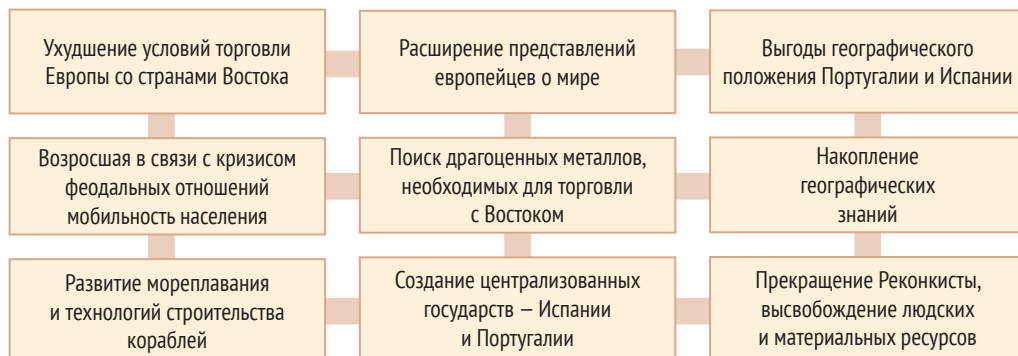 Ухудшение условий торговли
Европы со странами Востока
Расширение представлений
европейцев о мире
Выгоды географического
положения Португалии и Испании
Возросшая в связи с кризисом
феодальных отношений
мобильность населения
Поиск драгоценных металлов,
необходимых для торговли
с Востоком
Накопление
географических
знаний
Развитие мореплавания
и технологий строительства
кораблей
Создание централизованных
государств – Испании
и Португалии
Прекращение Реконкисты,
высвобождение людских
и материальных ресурсов